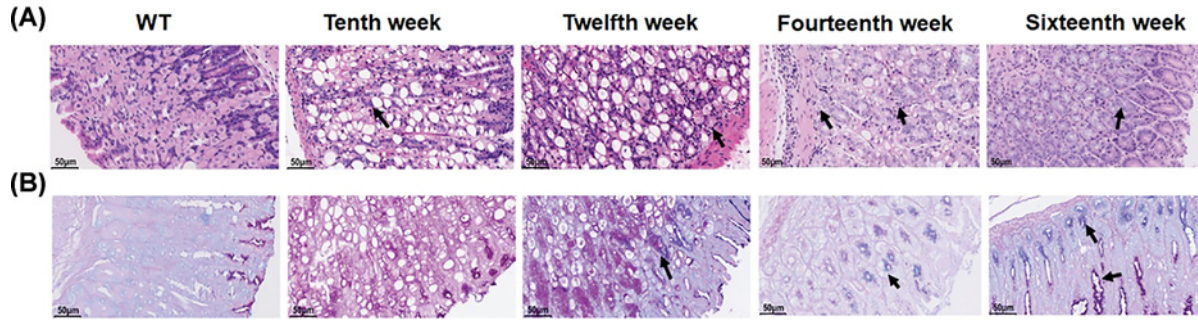 (A) WT Tenth week Twelfth week Fourteenth week Sixteenth week
50μm 50μm 50μm 50μm 50μm
(B)
50μm 50μm 50μm 50μm 50μm